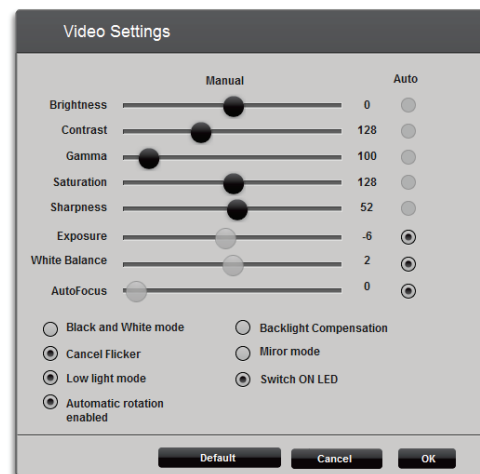 Video Settings
Manual Auto
Brightness 0
Contrast 128
Gamma 100
Saturation 128
Sharpness 52
Exposure -6
White Balance 2
AutoFocus 0
Black and White mode Backlight Compensation
Cancel Flicker Miror mode
Low light mode Switch ON LED
Automatic rotation
enabled
Default Cancel OK